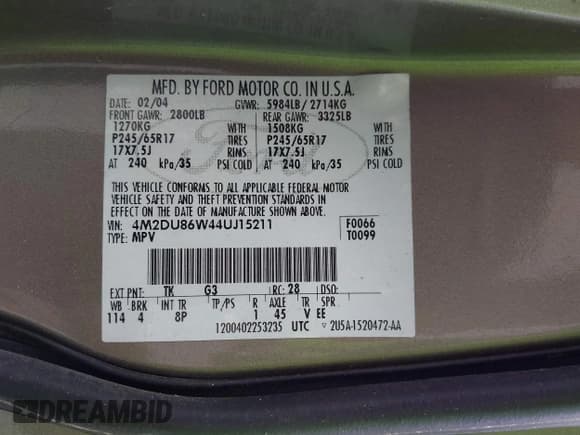 MFD. BY FORD MOTOR CO. IN U.S.A.
DATE: 02/04 GVWR: 5984LB/ 2714KG
FRONT GAWR: 2800LB REAR GAWR: 3325LB
1270KG WITH 1508KG WITH
P245/65R17 TIRES P245/65R17 TIRES
17X7.5J RIMS 17X7.5J RIMS
AT 240 kPa/35 PSI COLD AT 240 kPa/35 PSI COLD
THIS VEHICLE CONFORMS TO ALL APPLICABLE FEDERAL MOTOR
VEHICLE SAFETY AND THEFT PREVENTION STANDARDS IN
EFFECT ON THE DATE OF MANUFACTURE SHOWN ABOVE.
VIN: 4M2DU86W44UJ15211 F0066
TYPE: MPV T0099
Ford
EXT PNT: TK G3 RC: 28 DSO:
WB BRK INT TR TP/PS R AXLE TR SPR
114 4 8P 1 45 V EE
1200402253235 UTC ▿ 2U5A-1520472-AA
DREAMBID